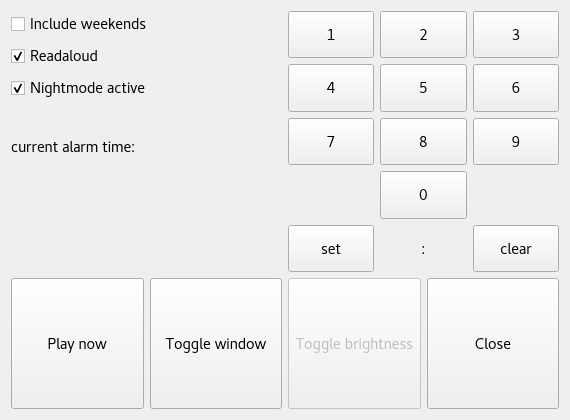 Include weekends
Readaloud
Nightmode active
current alarm time:
1 2 3
4 5 6
7 8 9
0
set : clear
Play now Toggle window Toggle brightness Close